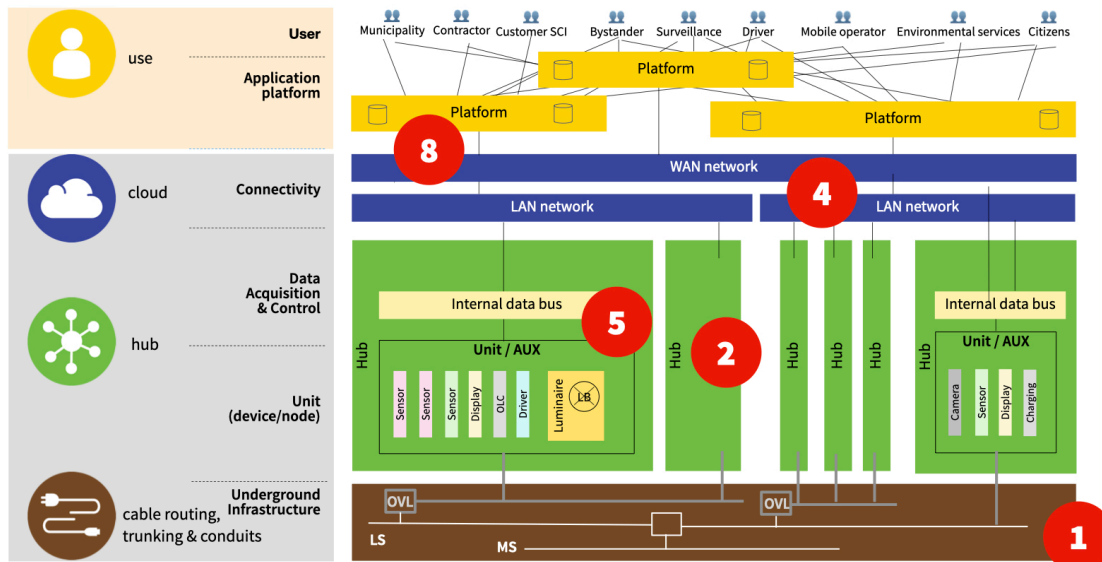 Municipality
Contractor
Customer SCI
Bystander
Surveillance
Driver
Mobile operator
Environmental services
Citizens
use
User
Application
platform
Platform
Platform
Platform
8
WAN network
cloud
Connectivity
4
LAN network
LAN network
Data
Acquisition
& Control
hub
Unit
(device/node)
Hub
Internal data bus
5
Unit / AUX
Sensor
Sensor
Sensor
Display
OLC
Driver
Luminaire
LB
Hub
2
Hub
Hub
Hub
Hub
Internal data bus
Unit / AUX
Camera
Sensor
Display
Charging
Underground
Infrastructure
cable routing,
trunking & conduits
OVL
OVL
LS
MS
1